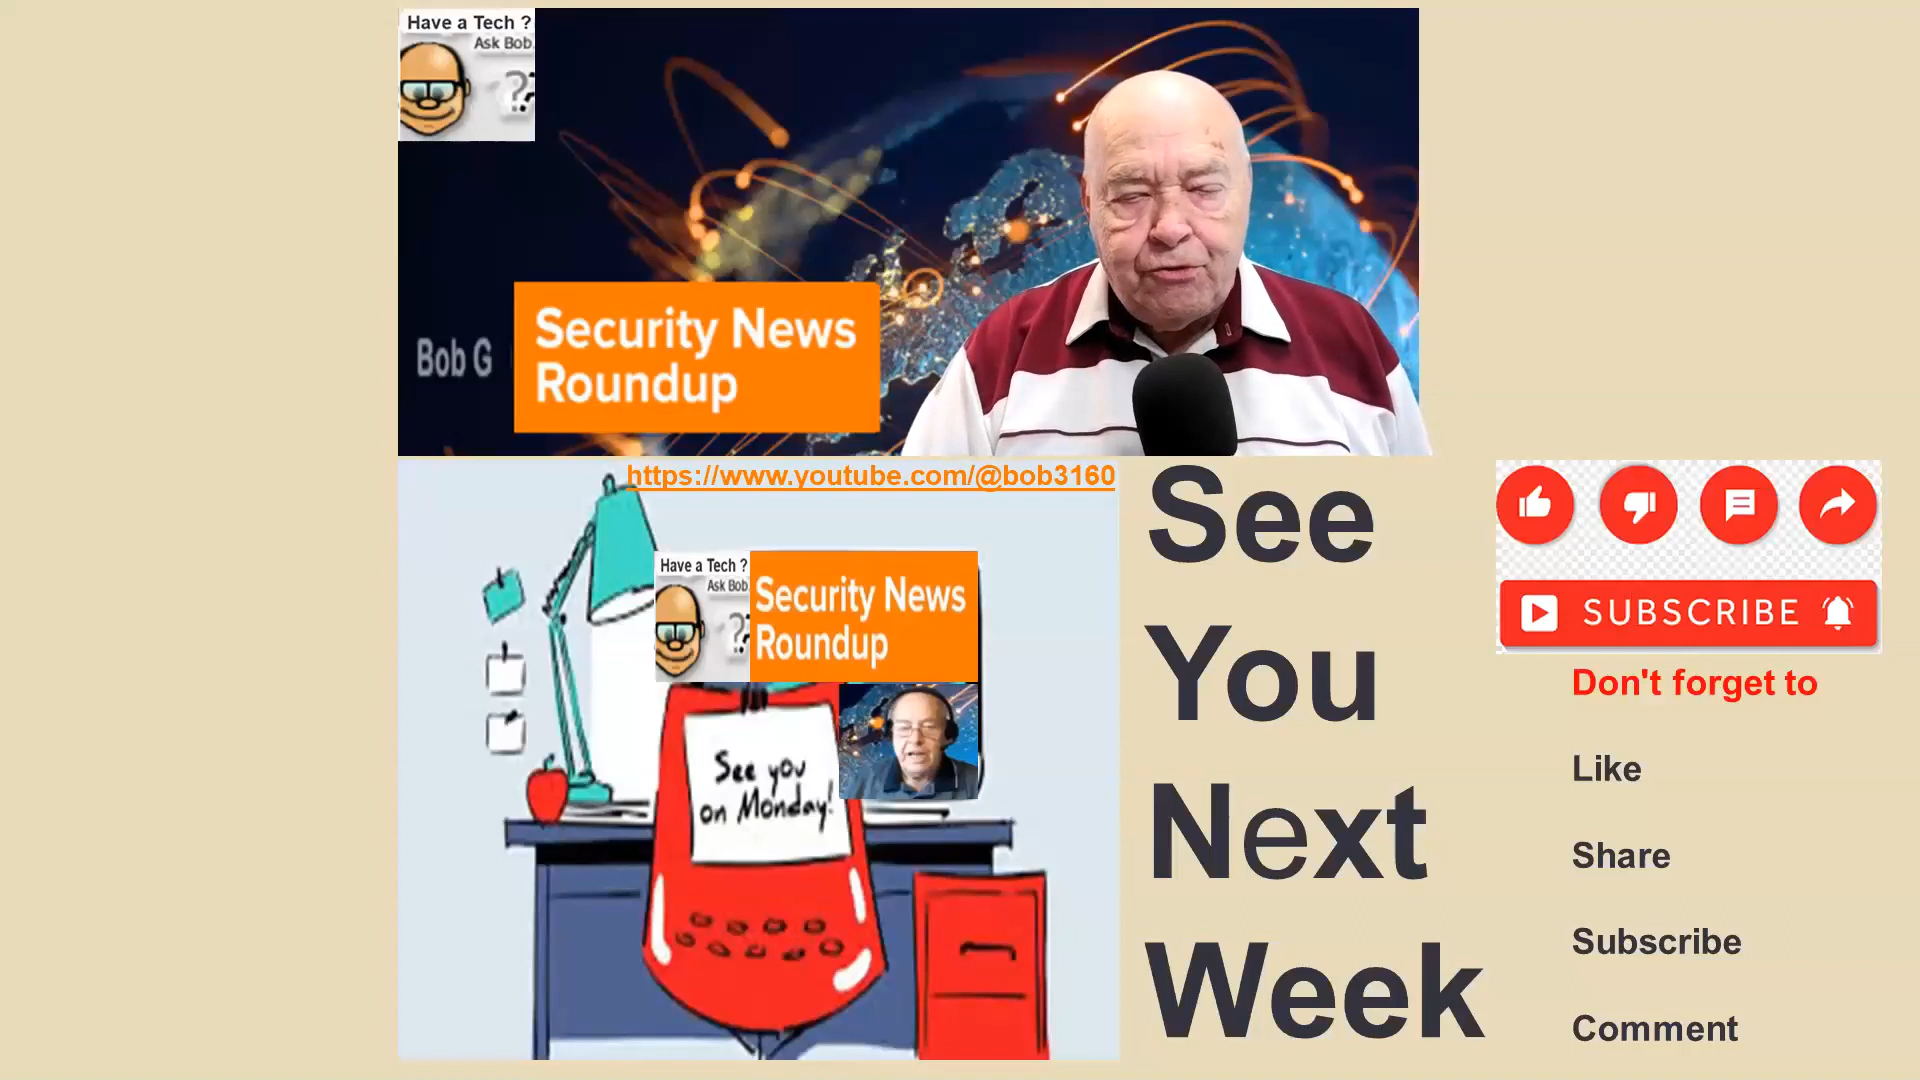 Have a Tech ?
Ask Bob.
??
Bob G
Security News
Roundup
https://www.youtube.com/@bob3160
Have a Tech ?
Ask Bob.
??
Security News
Roundup
See you
on Monday!
See
You
Next
Week
SUBSCRIBE
Don't forget to
Like
Share
Subscribe
Comment